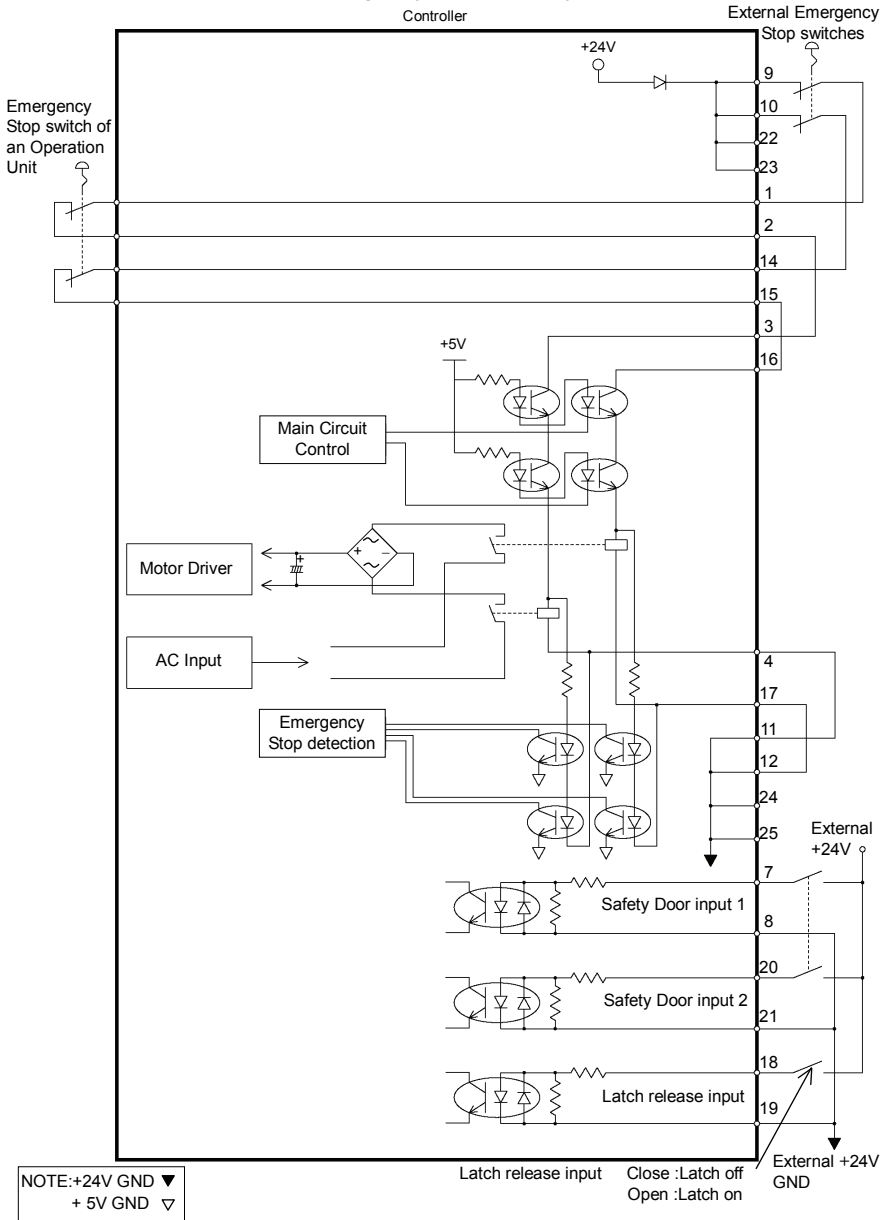 Controller
External Emergency
Stop switches
+24V
9
10
22
23
Emergency
Stop switch of
an Operation
Unit
1
2
14
15
3
16
+5V
Main Circuit
Control
+
−
+
Motor Driver
AC Input
4
17
11
12
24
25
Emergency
Stop detection
External
+24V
7
Safety Door input 1
8
20
Safety Door input 2
21
18
Latch release input
19
External +24V
GND
Latch release input Close :Latch off
Open :Latch on
NOTE:+24V GND ▼
+ 5V GND ▽